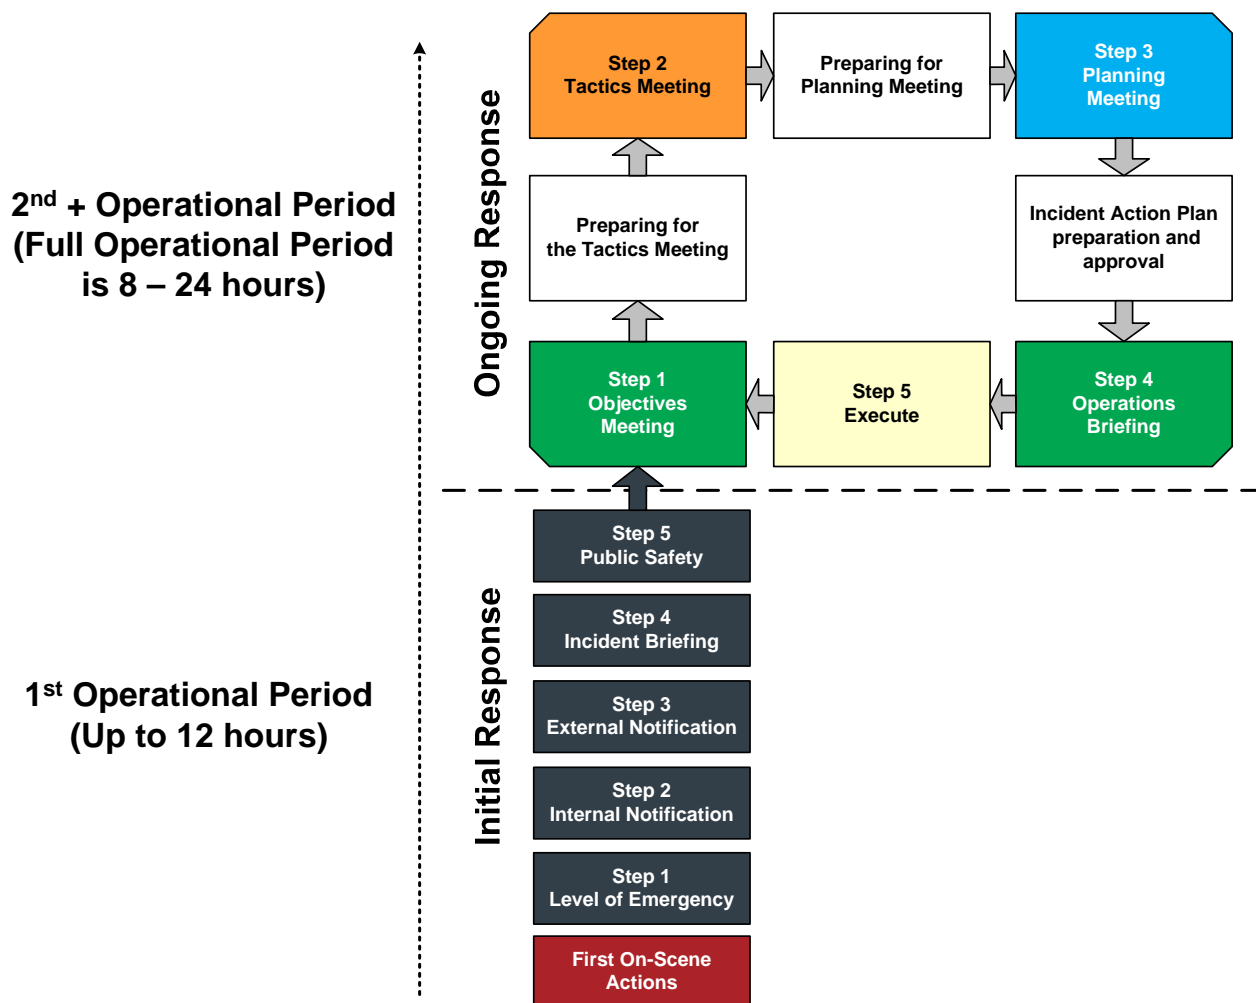 Step 2
Tactics Meeting
Preparing for
Planning Meeting
Step 3
Planning
Meeting
2nd + Operational Period
(Full Operational Period
is 8 – 24 hours)
Ongoing Response
Preparing for
the Tactics Meeting
Incident Action Plan
preparation and
approval
Step 1
Objectives
Meeting
Step 5
Execute
Step 4
Operations
Briefing
1st Operational Period
(Up to 12 hours)
Initial Response
Step 5
Public Safety
Step 4
Incident Briefing
Step 3
External Notification
Step 2
Internal Notification
Step 1
Level of Emergency
First On-Scene
Actions